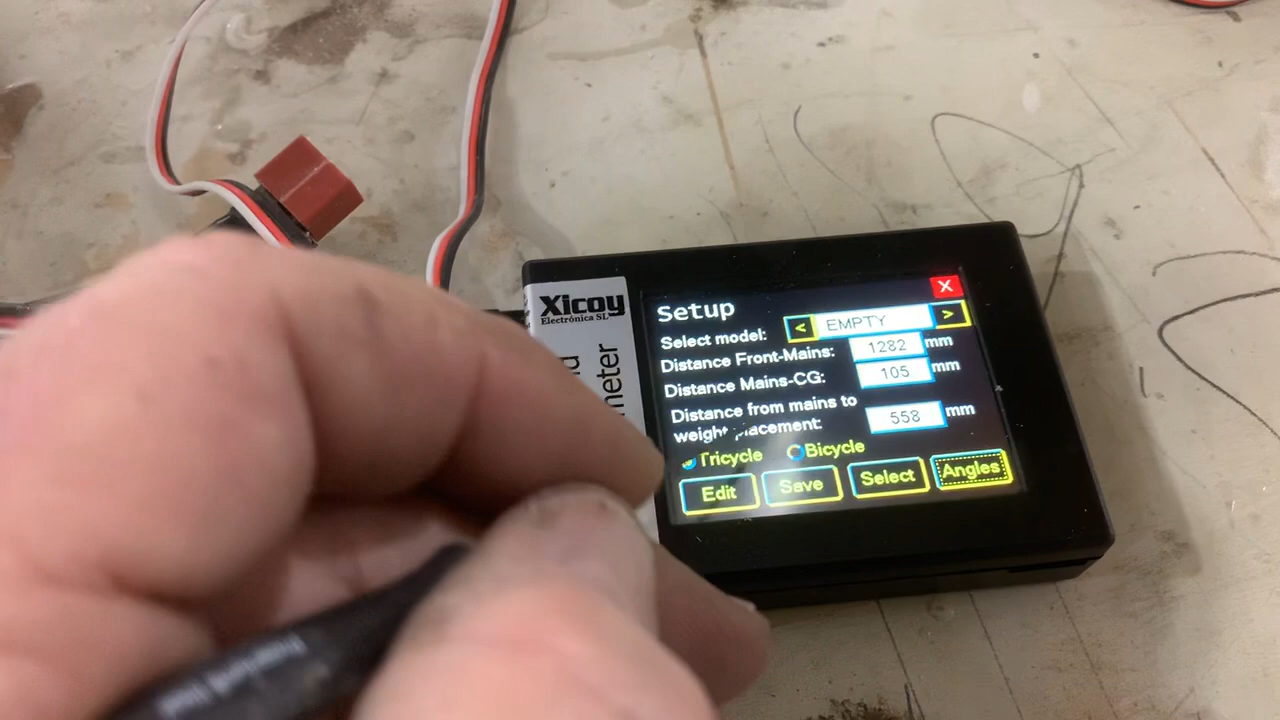 Xicoy
Electrónica SL
meter
Setup
X
Select model: < EMPTY >
Distance Front-Mains: 1282 mm
Distance Mains-CG: 105 mm
Distance from mains to
weight placement: 558 mm
Tricycle Bicycle
Edit Save Select Angles